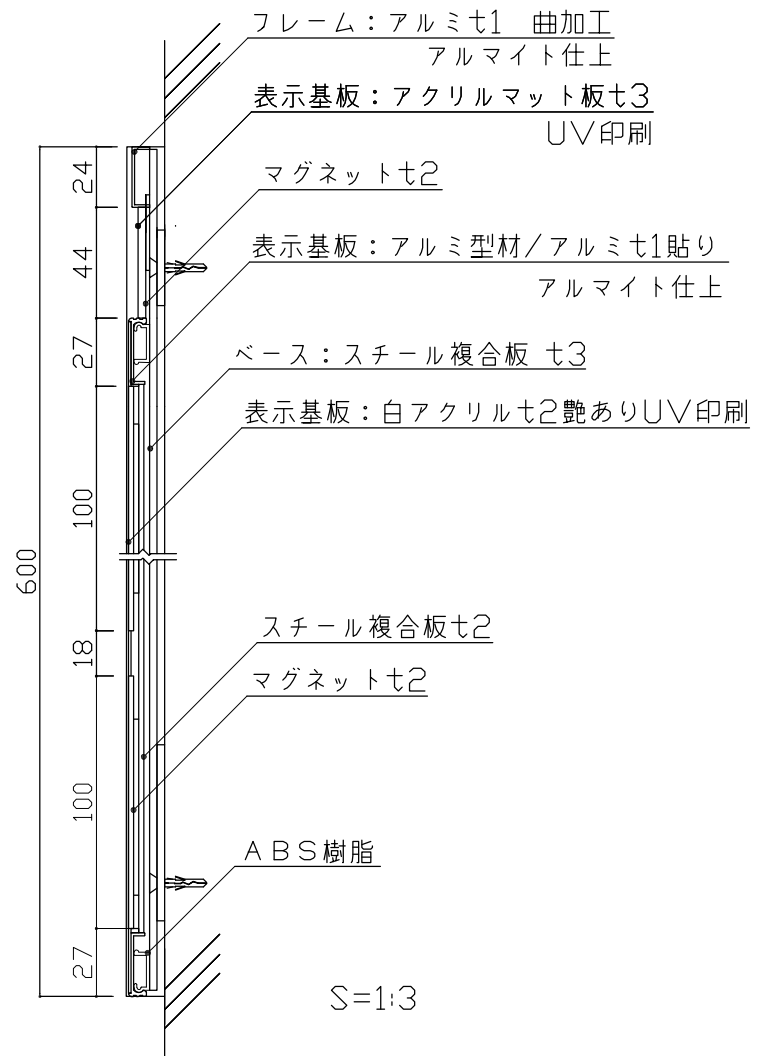 フレーム：アルミt1　曲加工
アルマイト仕上
表示基板：アクリルマット板t3
UV印刷
マグネットt2
表示基板：アルミ型材/アルミt1貼り
アルマイト仕上
ベース：スチール複合板 t3
表示基板：白アクリルt2艶ありUV印刷
スチール複合板t2
マグネットt2
ABS樹脂
24
44
27
100
600
18
100
27
S=1:3